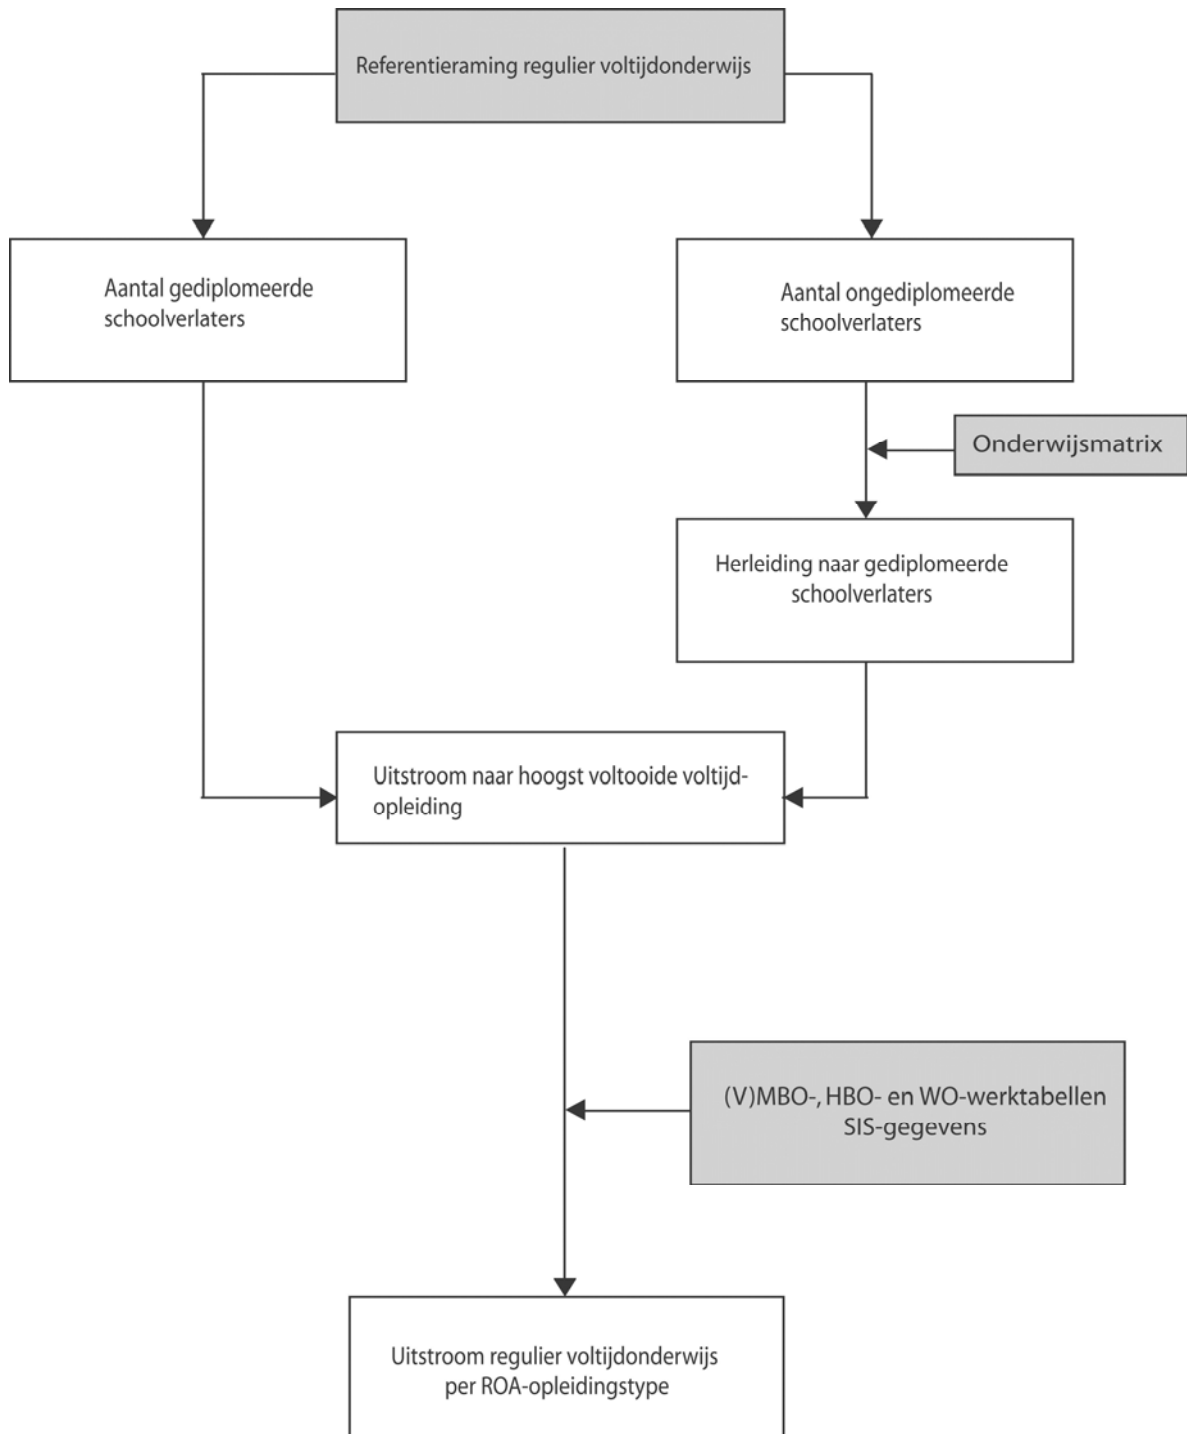 Referentieraming regulier voltijdonderwijs
Aantal gediplomeerde
schoolverlaters
Aantal ongediplomeerde
schoolverlaters
Onderwijsmatrix
Herleiding naar gediplomeerde
schoolverlaters
Uitstroom naar hoogst voltooide voltijd-
opleiding
(V)MBO-, HBO- en WO-werktabellen
SIS-gegevens
Uitstroom regulier voltijdonderwijs
per ROA-opleidingstype